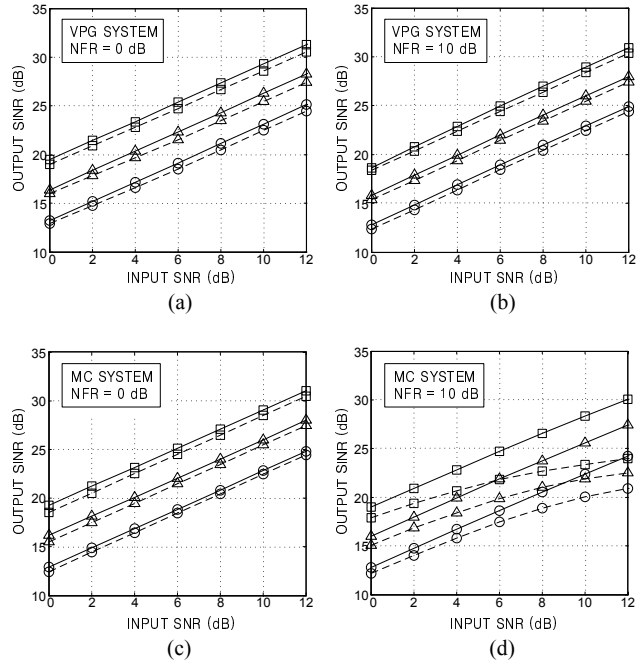 VPG SYSTEM
NFR = 0 dB
OUTPUT SINR (dB)
35
30
25
20
15
10
0 2 4 6 8 10 12
INPUT SNR (dB)
(a)
VPG SYSTEM
NFR = 10 dB
OUTPUT SINR (dB)
35
30
25
20
15
10
0 2 4 6 8 10 12
INPUT SNR (dB)
(b)
MC SYSTEM
NFR = 0 dB
OUTPUT SINR (dB)
35
30
25
20
15
10
0 2 4 6 8 10 12
INPUT SNR (dB)
(c)
MC SYSTEM
NFR = 10 dB
OUTPUT SINR (dB)
35
30
25
20
15
10
0 2 4 6 8 10 12
INPUT SNR (dB)
(d)